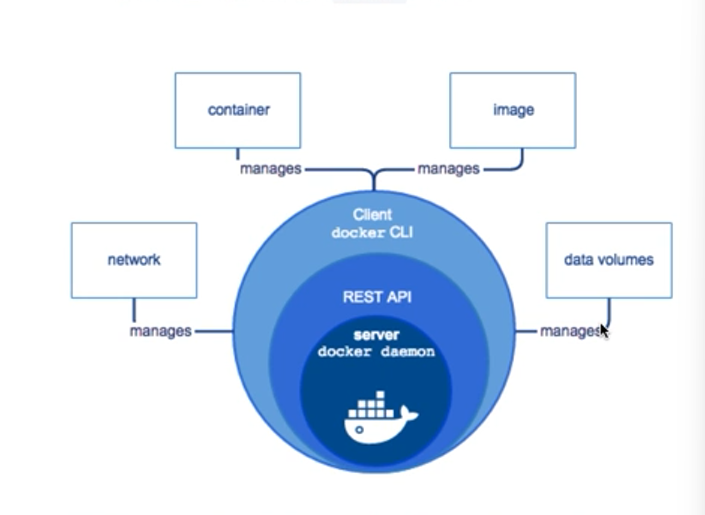 container
image
manages
manages
Client
docker CLI
network
data volumes
REST API
manages
manages
server
docker daemon